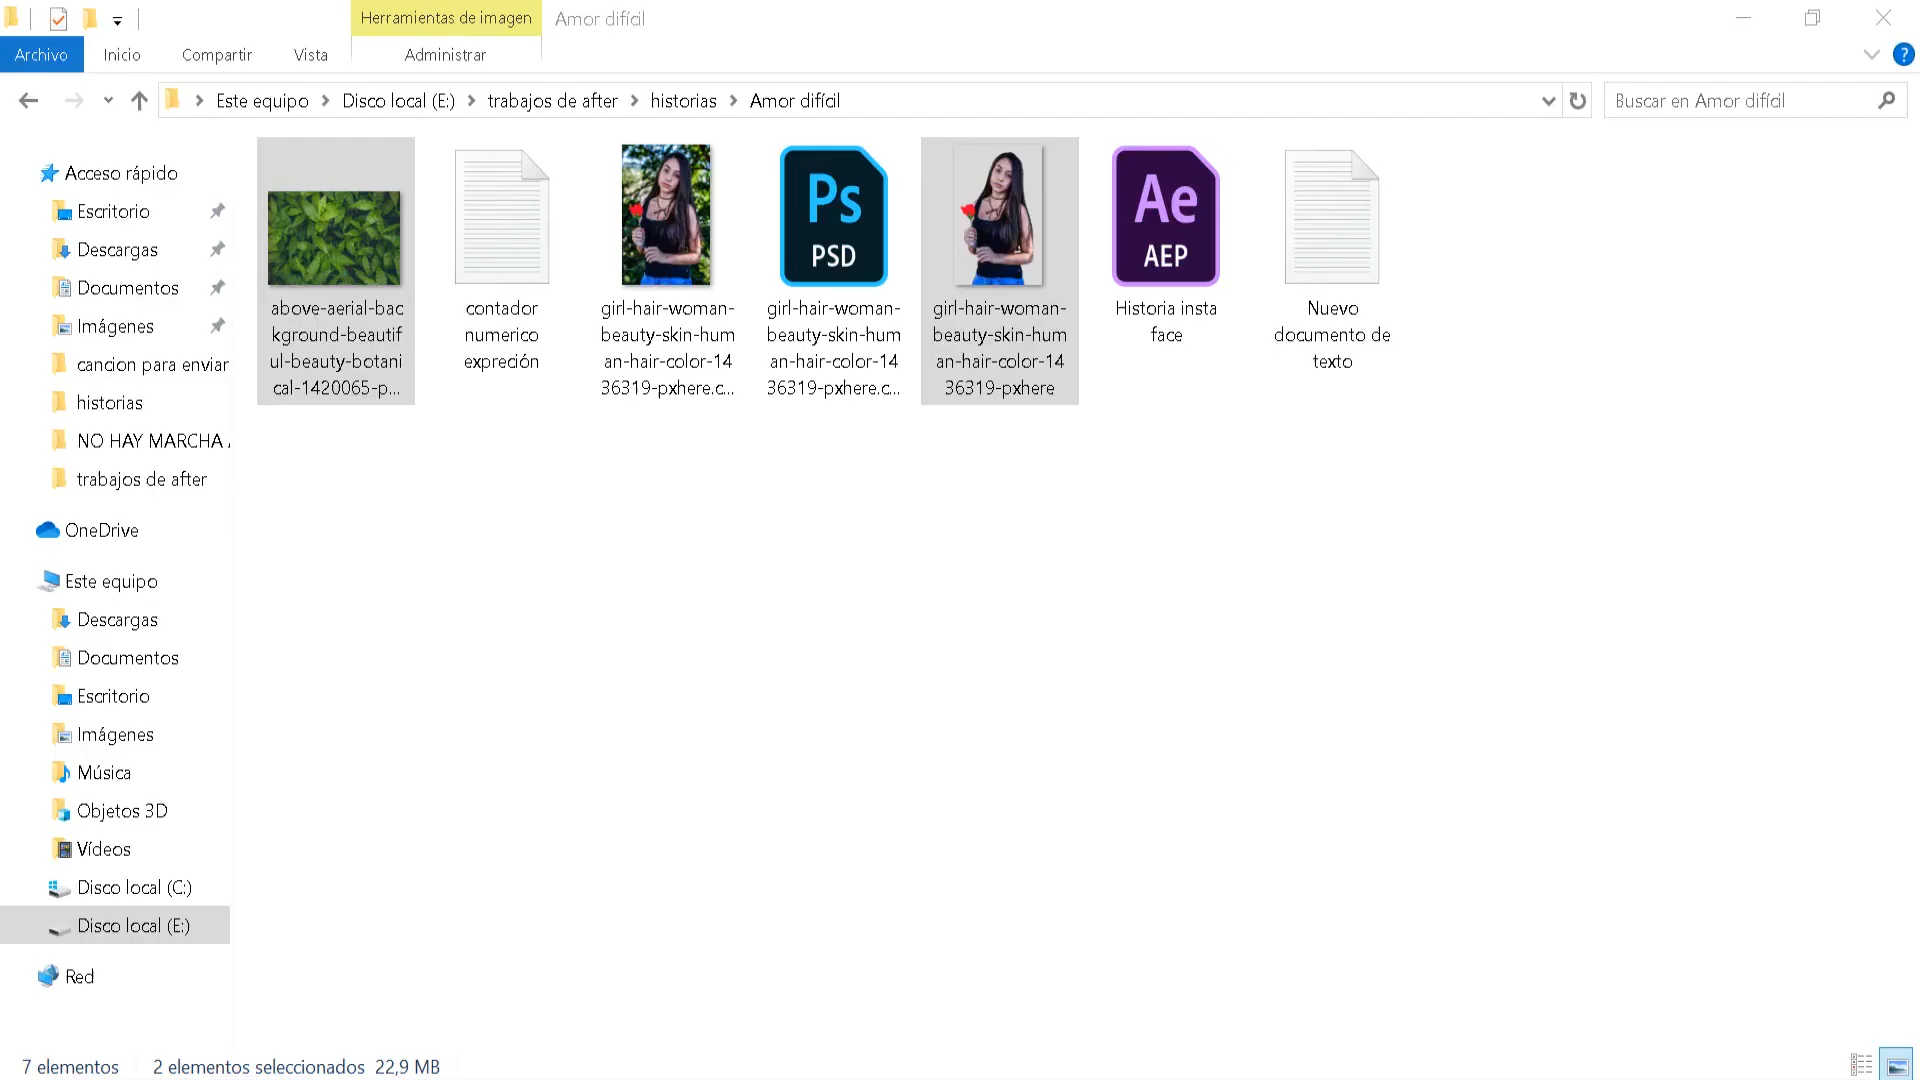 Herramientas de imagen
Amor difícil
Archivo
Inicio
Compartir
Vista
Administrar
?
Este equipo
Disco local (E:)
trabajos de after
historias
Amor difícil
Buscar en Amor difícil
Acceso rápido
Escritorio
Descargas
Documentos
Imágenes
cancion para enviar
historias
NO HAY MARCHA
trabajos de after
OneDrive
Este equipo
Descargas
Documentos
Escritorio
Imágenes
Música
Objetos 3D
Vídeos
Disco local (C:)
Disco local (E:)
Red
above-aerial-bac
kground-beautif
ul-beauty-botani
cal-1420065-p...
contador
numerico
expreción
girl-hair-woman-
beauty-skin-hum
an-hair-color-14
36319-pxhere.c...
Ps
PSD
girl-hair-woman-
beauty-skin-hum
an-hair-color-14
36319-pxhere.c...
girl-hair-woman-
beauty-skin-hum
an-hair-color-14
36319-pxhere
Ae
AEP
Historia insta
face
Nuevo
documento de
texto
7 elementos
2 elementos seleccionados 22,9 MB